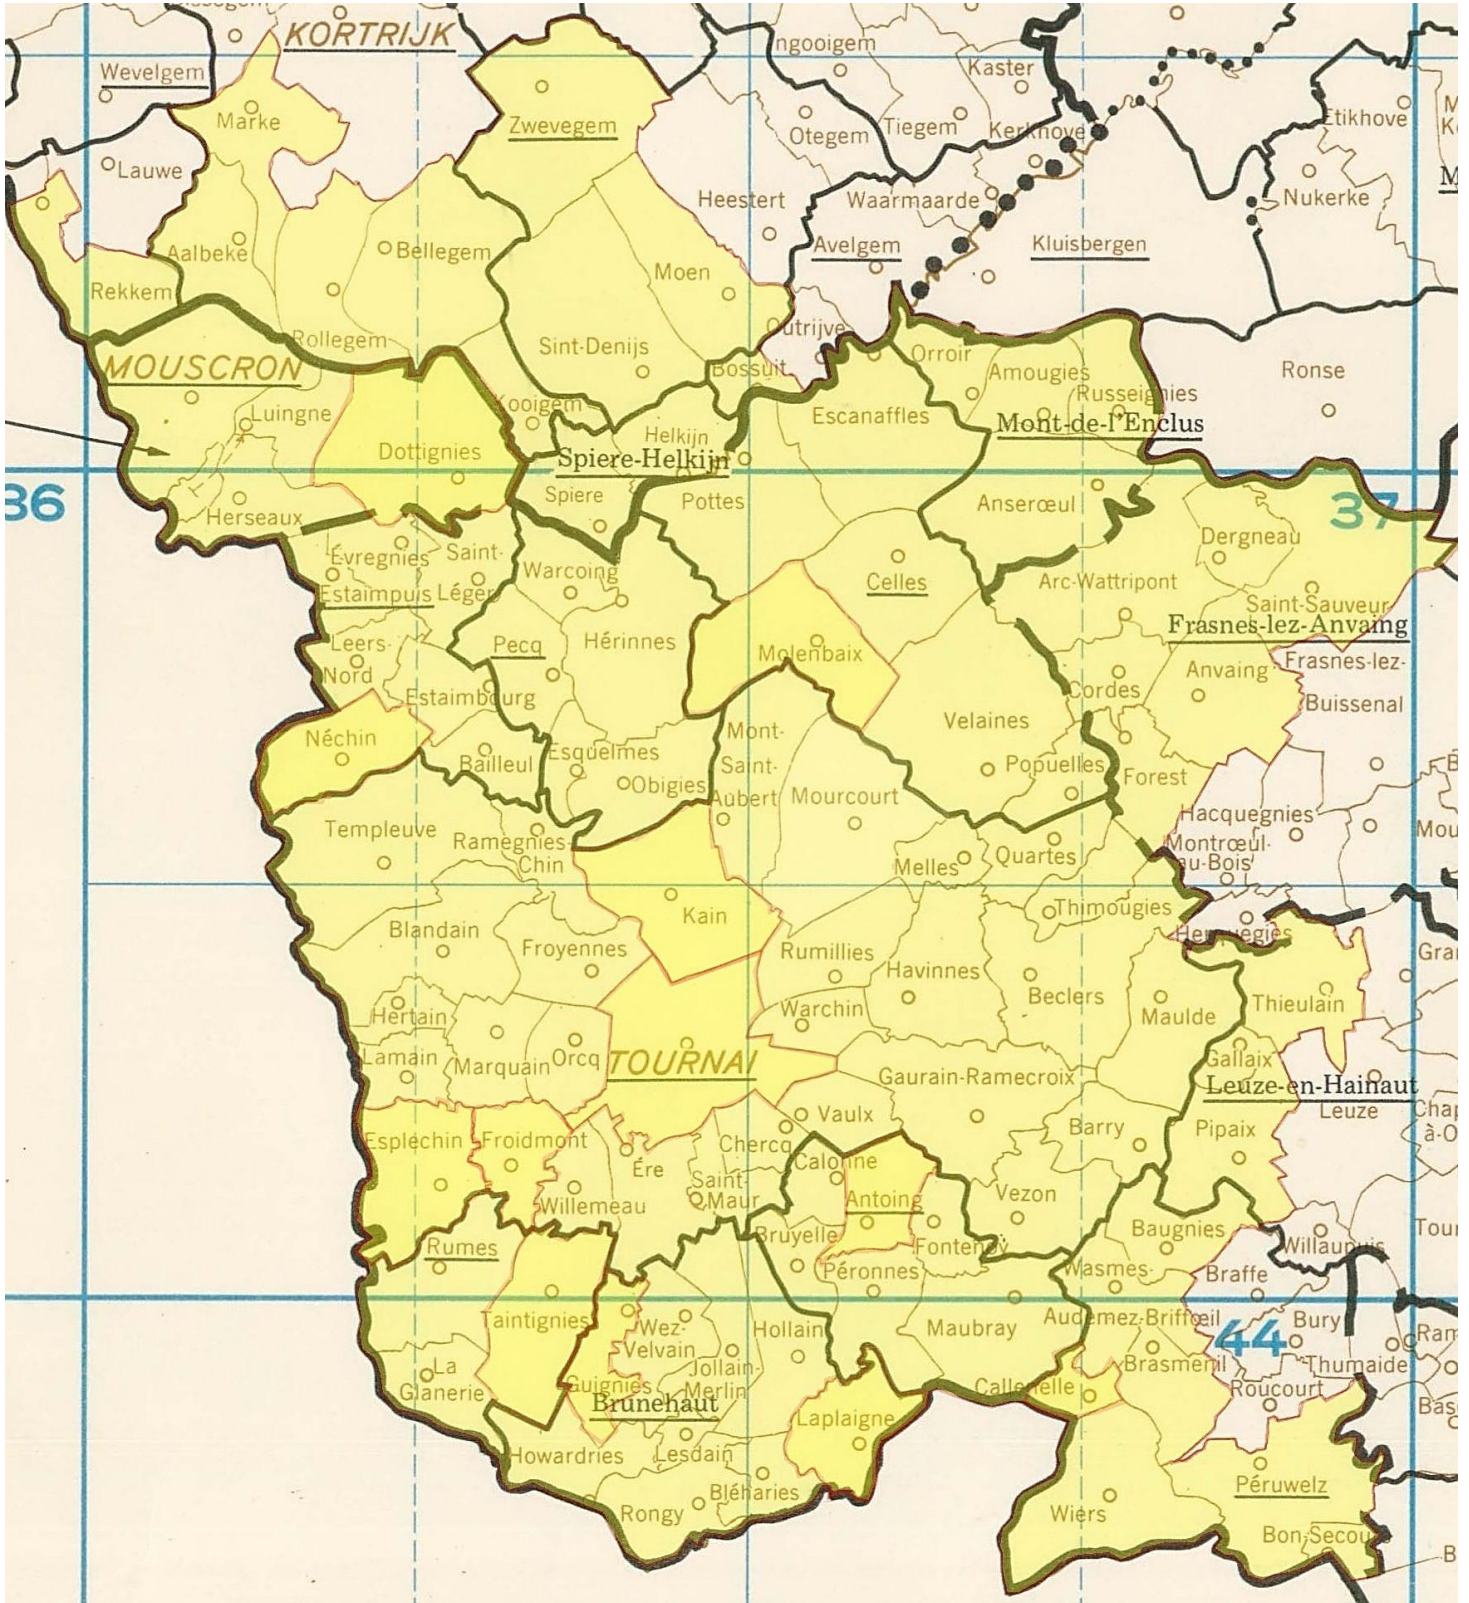 KORTRIJK
ngooigem
Wevelgem
Kaster
Marke
Zwevegem
Otegem
Tiegem
Kerkhove
Etikhove
Lauwe
Heestert
Waarmaarde
Nukerke
Aalbeke
Bellegem
Avelgem
Kluisbergen
Moen
Rekkem
Outrijve
Rollegem
Sint-Denijs
Orroir
MOUSCRON
Bossuit
Amougies
Ronse
Russeignies
Luingne
Kooigem
Escanaffles
Mont-de-l'Enclus
Dottignies
Helkijn
Spiere-Helkijn
36
Spiere
Pottes
Anserœul
37
Herseaux
Dergneau
Évregnies
Saint-
Léger
Warcoing
Celles
Arc-Wattripont
Estaimpuis
Saint-Sauveur
Frasnes-lez-Anvaing
Leers-
Nord
Pecq
Hérinnes
Molenbaix
Frasnes-lez-
Buissenal
Anvaing
Cordes
Estaimbourg
Velaines
Néchin
Mont-
Saint-
Aubert
Esquelmes
Bailleul
Popuelles
Forest
Obigies
Mourcourt
Hacquegnies
Templeuve
Ramegnies-
Chin
Montrœul-
au-Bois
Melles
Quartes
Kain
Thimougies
Blandain
Froyennes
Herquegies
Rumillies
Havinnes
Beclers
Thieulain
Hertain
Warchin
Maulde
Lamain
Marquain
Orcq
TOURNAI
Gallaix
Gaurain-Ramecroix
Leuze-en-Hainaut
Leuze
Vaulx
Esplechin
Froidmont
Chercq
Barry
Pipaix
Ére
Calonne
Willemeau
Saint-
Maur
Antoing
Vezon
Bruyelle
Fontenoy
Baugnies
Willaupuis
Rumes
Péronnes
Wasmes-
Audemez-Briffœil
Braffe
Taintignies
Wez-
Velvain
Hollain
Maubray
44
Bury
Brasmenil
Thumaide
La
Glanerie
Jollain-
Merlin
Guignies
Brunehaut
Callenelle
Roucourt
Laplaigne
Howardries
Lesdain
Bléharies
Rongy
Péruwelz
Wiers
Bon-Secours